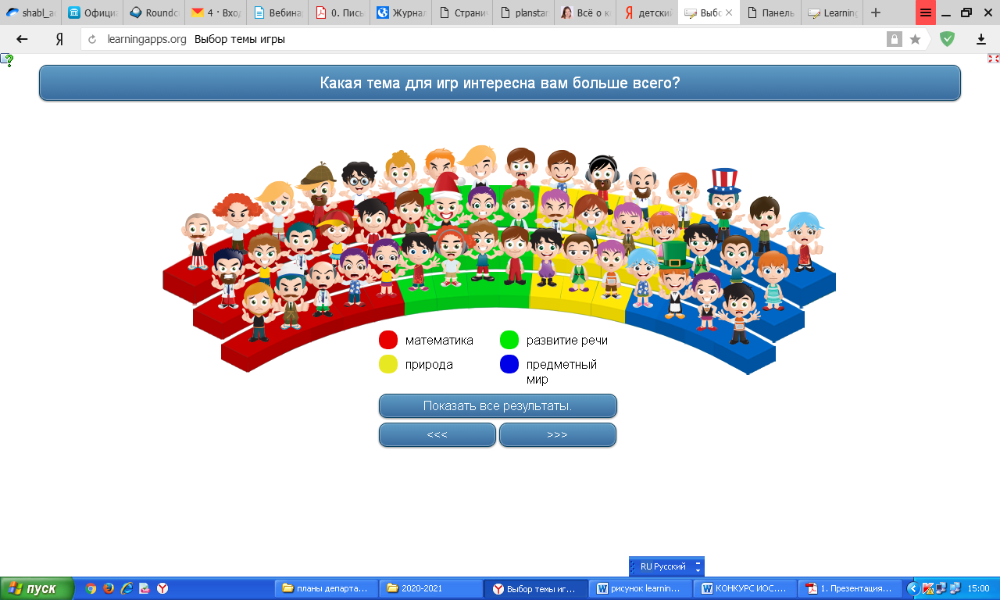 shabl_a
Официа
Roundc
4 · Вход
Вебина
0. Пись
Журнал
Странич
planstan
Всё о к
детский
Выбо
Панель
Learning
learningapps.org Выбор темы игры
Какая тема для игр интересна вам больше всего?
математика
развитие речи
природа
предметный
мир
Показать все результаты.
<<<
>>>
RU Русский
пуск
планы департа...
2020-2021
Выбор темы иг...
рисунок learnin...
КОНКУРС ИОС....
1. Презентация...
15:00